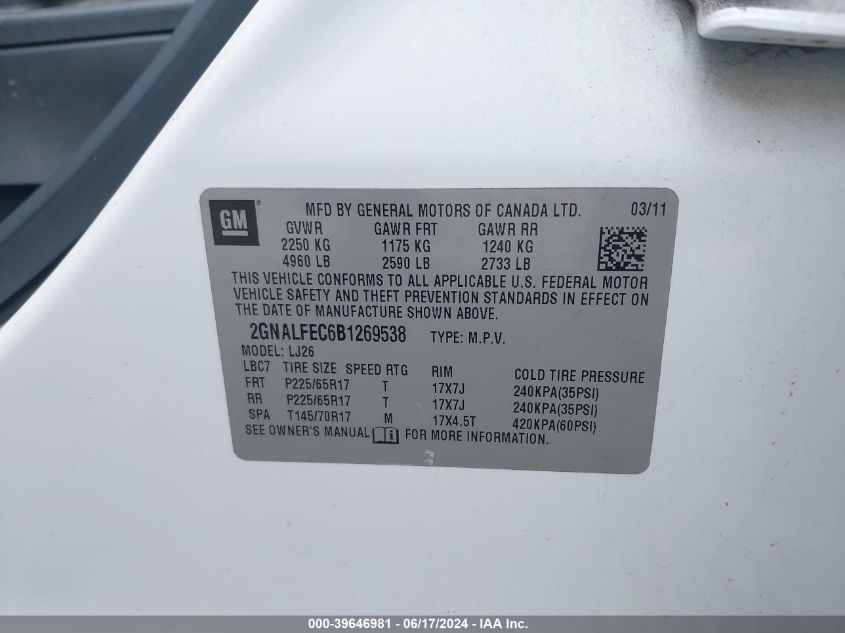 GM ® MFD BY GENERAL MOTORS OF CANADA LTD. 03/11
GVWR GAWR FRT GAWR RR
2250 KG 1175 KG 1240 KG
4960 LB 2590 LB 2733 LB
THIS VEHICLE CONFORMS TO ALL APPLICABLE U.S. FEDERAL MOTOR
VEHICLE SAFETY AND THEFT PREVENTION STANDARDS IN EFFECT ON
THE DATE OF MANUFACTURE SHOWN ABOVE.
2GNALFEC6B1269538 TYPE: M.P.V.
MODEL: LJ26
LBC7 TIRE SIZE SPEED RTG RIM COLD TIRE PRESSURE
FRT P225/65R17 T 17X7J 240KPA(35PSI)
RR P225/65R17 T 17X7J 240KPA(35PSI)
SPA T145/70R17 M 17X4.5T 420KPA(60PSI)
SEE OWNER'S MANUAL i FOR MORE INFORMATION.
000-39646981 - 06/17/2024 - IAA Inc.